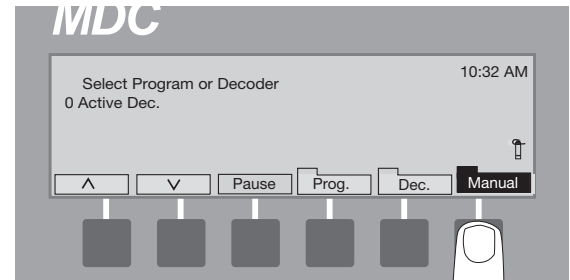 MDC
10:32 AM
Select Program or Decoder
0 Active Dec.
Pause Prog. Dec. Manual